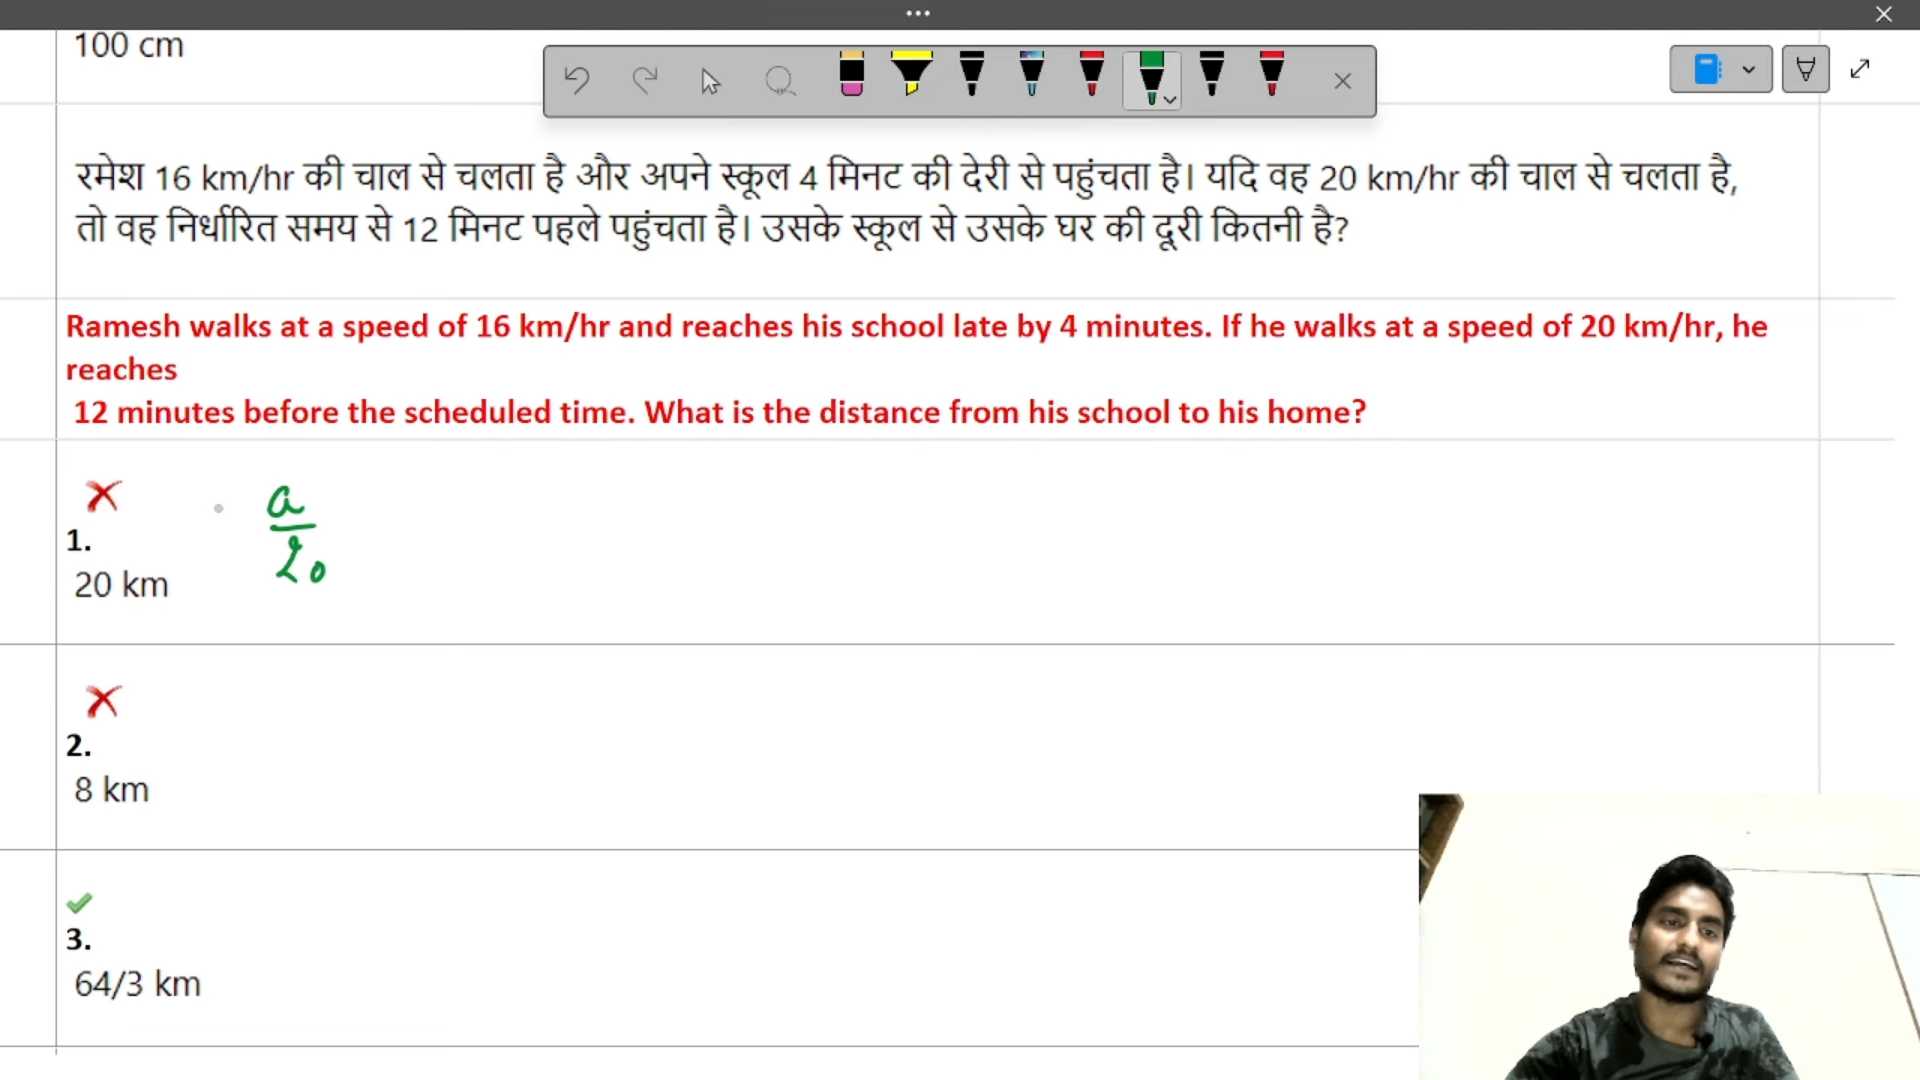 100 cm
रमेश 16 km/hr की चाल से चलता है और अपने स्कूल 4 मिनट की देरी से पहुंचता है। यदि वह 20 km/hr की चाल से चलता है,
तो वह निर्धारित समय से 12 मिनट पहले पहुंचता है। उसके स्कूल से उसके घर की दूरी कितनी है?
Ramesh walks at a speed of 16 km/hr and reaches his school late by 4 minutes. If he walks at a speed of 20 km/hr, he
reaches
12 minutes before the scheduled time. What is the distance from his school to his home?
a
20
1.
20 km
2.
8 km
3.
64/3 km